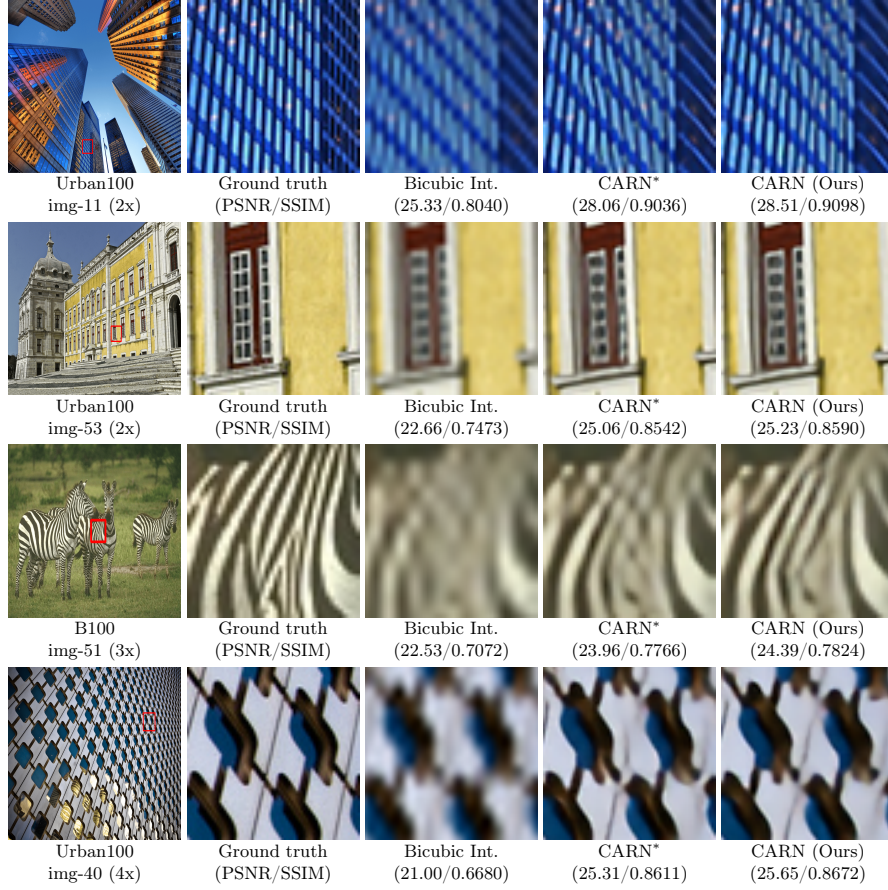 Urban100
img-11 (2x)
Ground truth
(PSNR/SSIM)
Bicubic Int.
(25.33/0.8040)
CARN*
(28.06/0.9036)
CARN (Ours)
(28.51/0.9098)
Urban100
img-53 (2x)
Ground truth
(PSNR/SSIM)
Bicubic Int.
(22.66/0.7473)
CARN*
(25.06/0.8542)
CARN (Ours)
(25.23/0.8590)
B100
img-51 (3x)
Ground truth
(PSNR/SSIM)
Bicubic Int.
(22.53/0.7072)
CARN*
(23.96/0.7766)
CARN (Ours)
(24.39/0.7824)
Urban100
img-40 (4x)
Ground truth
(PSNR/SSIM)
Bicubic Int.
(21.00/0.6680)
CARN*
(25.31/0.8611)
CARN (Ours)
(25.65/0.8672)